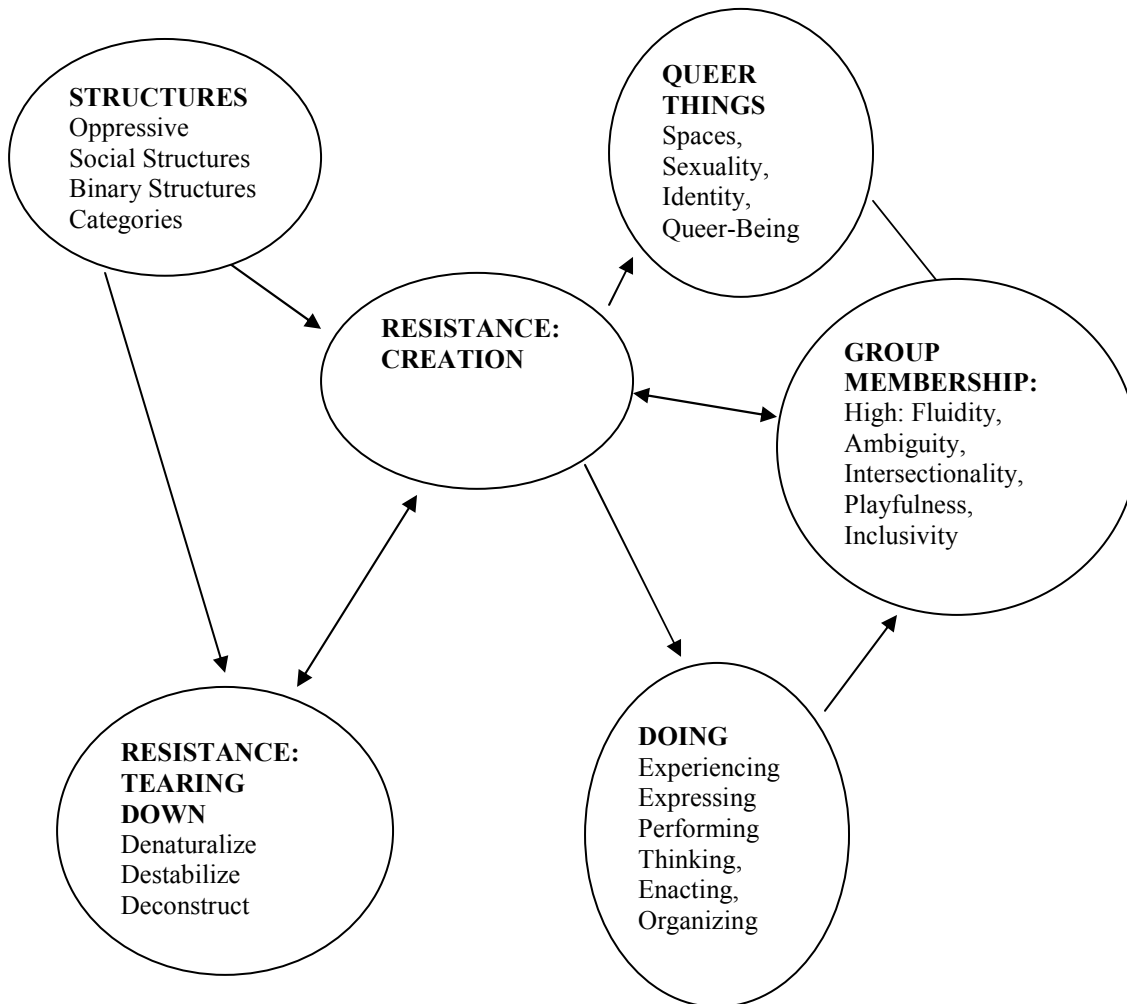 STRUCTURES
Oppressive
Social Structures
Binary Structures
Categories
QUEER
THINGS
Spaces,
Sexuality,
Identity,
Queer-Being
RESISTANCE:
CREATION
GROUP
MEMBERSHIP:
High: Fluidity,
Ambiguity,
Intersectionality,
Playfulness,
Inclusivity
RESISTANCE:
TEARING
DOWN
Denaturalize
Destabilize
Deconstruct
DOING
Experiencing
Expressing
Performing
Thinking,
Enacting,
Organizing